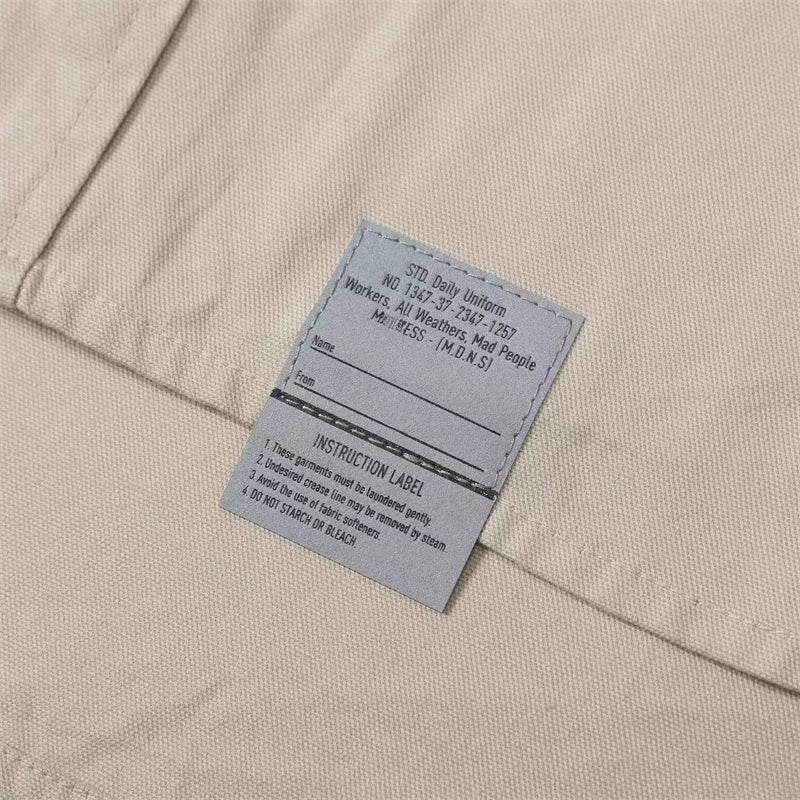 STD. Daily Uniform
NO. 1347-37-2347-1257
Workers, All Weathers, Mad People
- [M.D.N.S]
Name
From
INSTRUCTION LABEL
1. These garments must be laundered gently.
2. Undesired crease line may be removed by steam.
3. Avoid the use of fabric softeners.
4. DO NOT STARCH OR BLEACH.